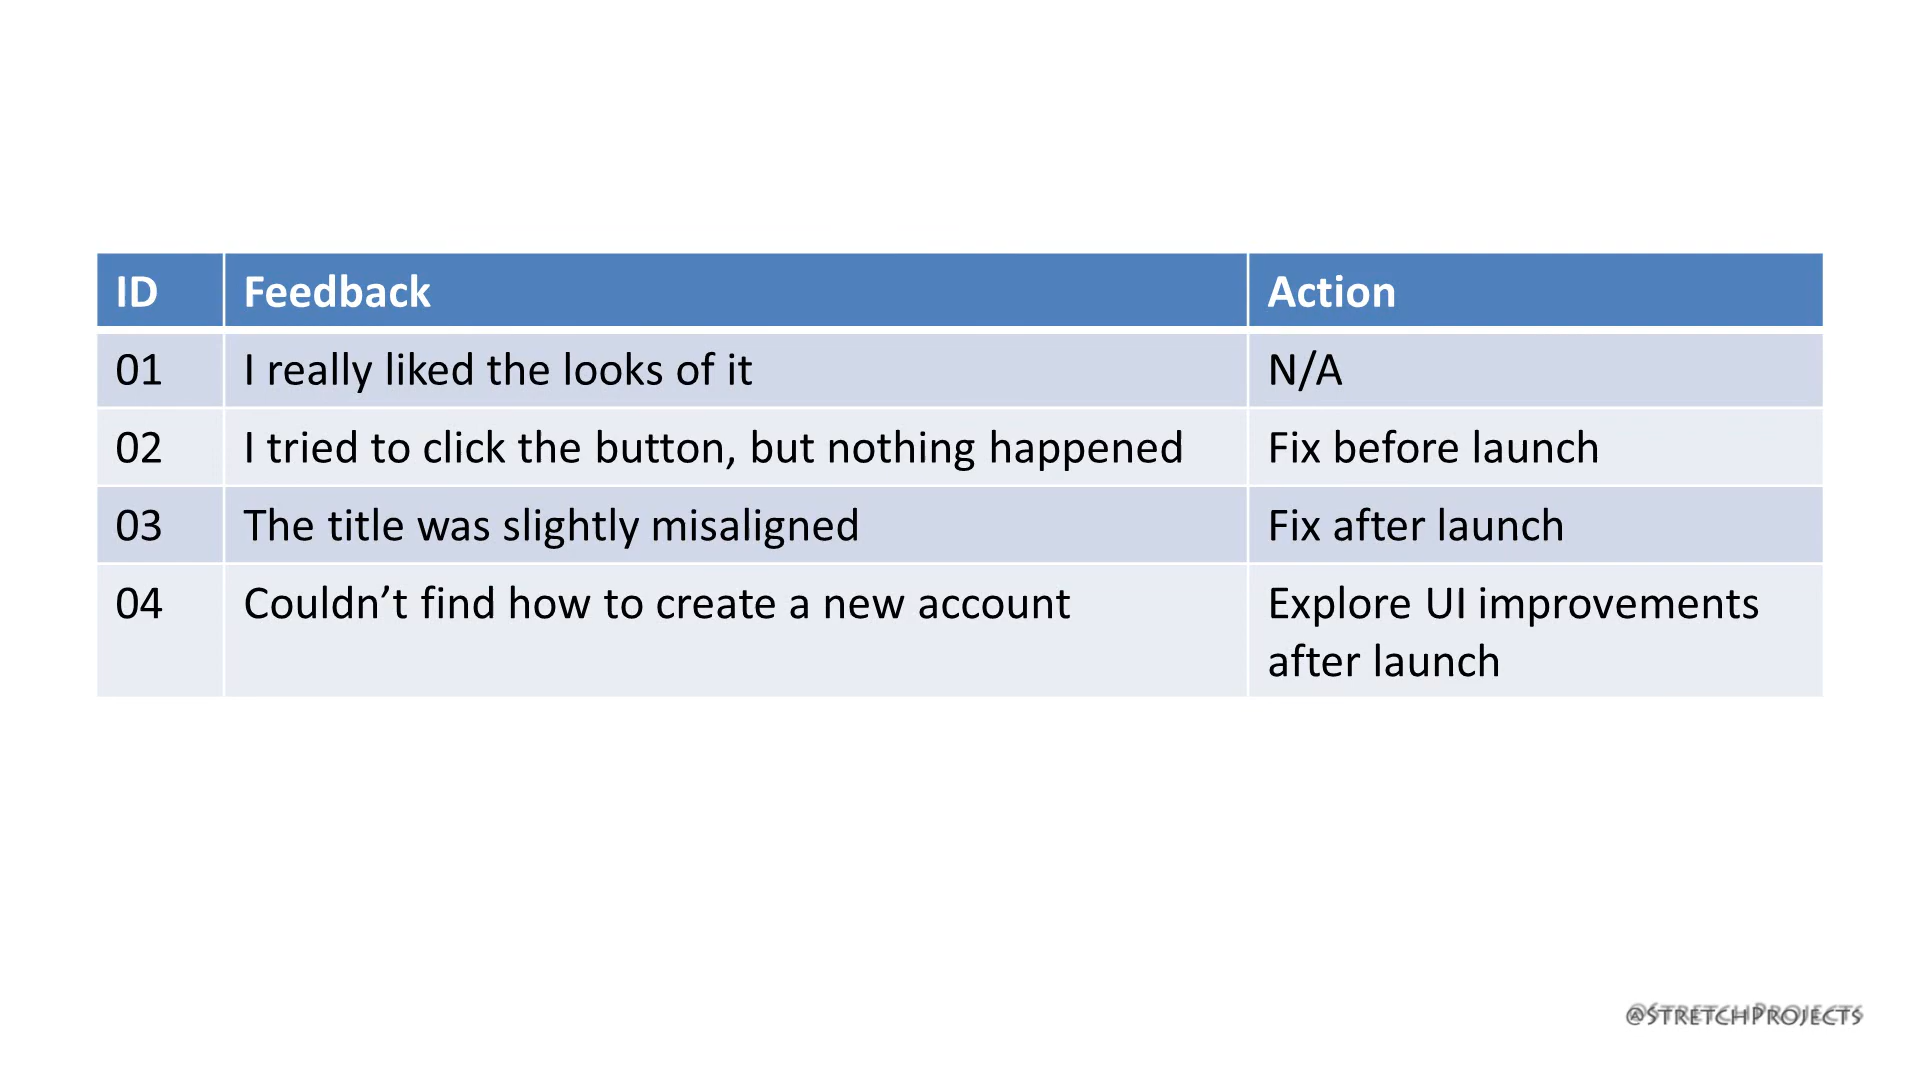 ID Feedback Action
01 I really liked the looks of it N/A
02 I tried to click the button, but nothing happened Fix before launch
03 The title was slightly misaligned Fix after launch
04 Couldn’t find how to create a new account Explore UI improvements
after launch
@StretchProjects